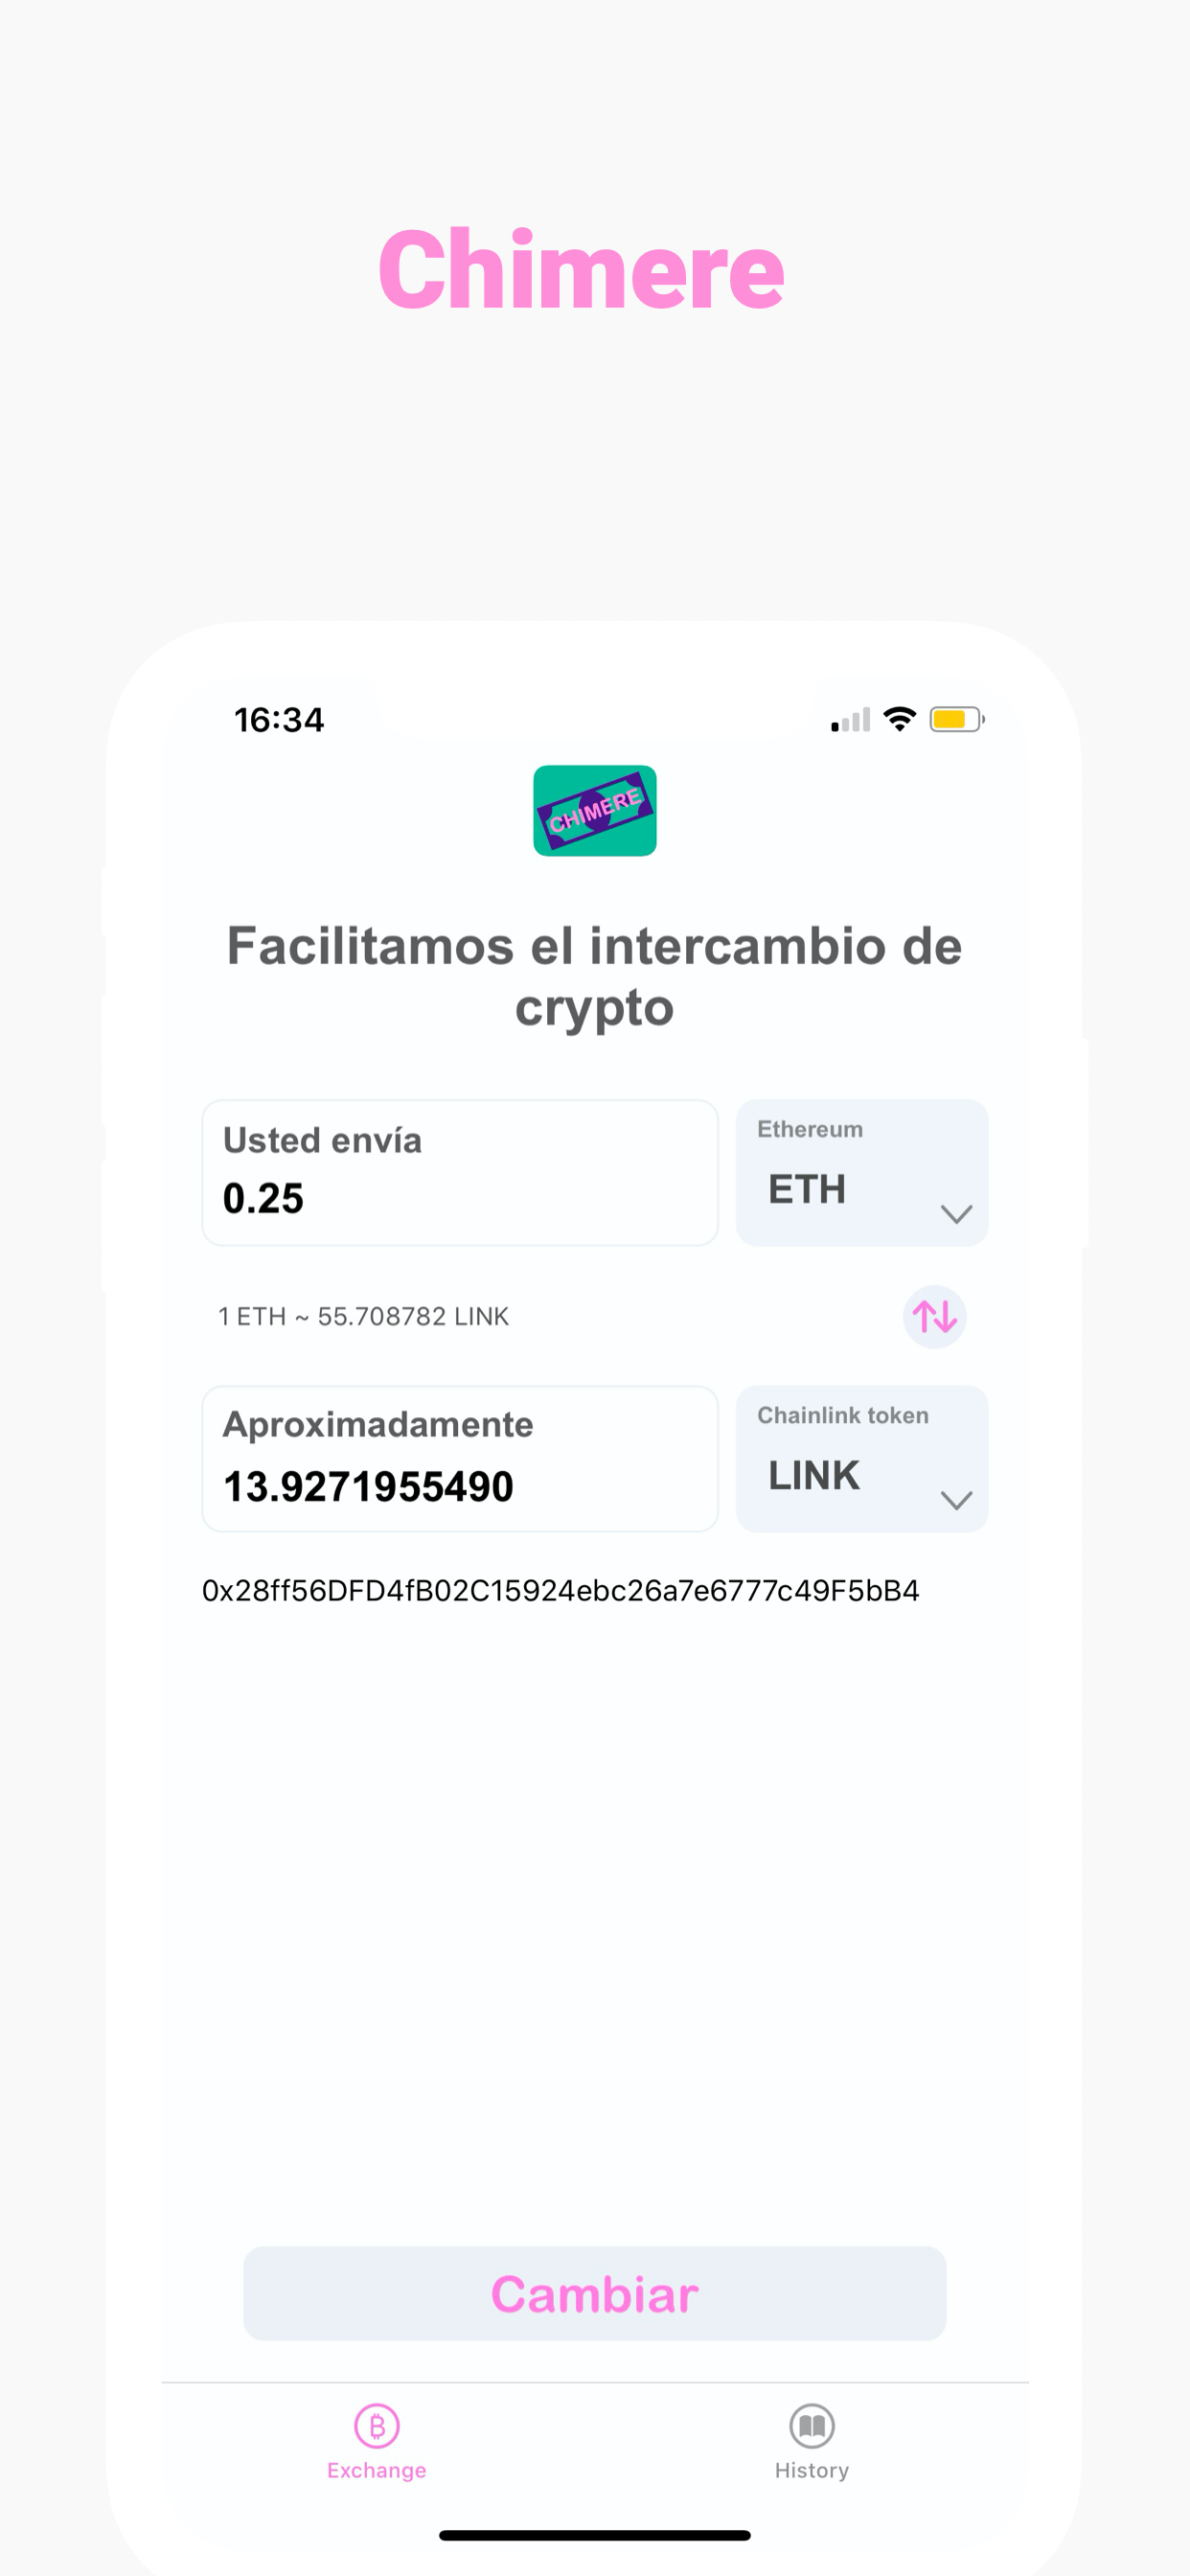 Chimere
16:34
CHIMERE
Facilitamos el intercambio de
crypto
Usted envía
0.25
Ethereum
ETH
1 ETH ~ 55.708782 LINK
Aproximadamente
13.9271955490
Chainlink token
LINK
0x28ff56DFD4fB02C15924ebc26a7e6777c49F5bB4
Cambiar
Exchange
History